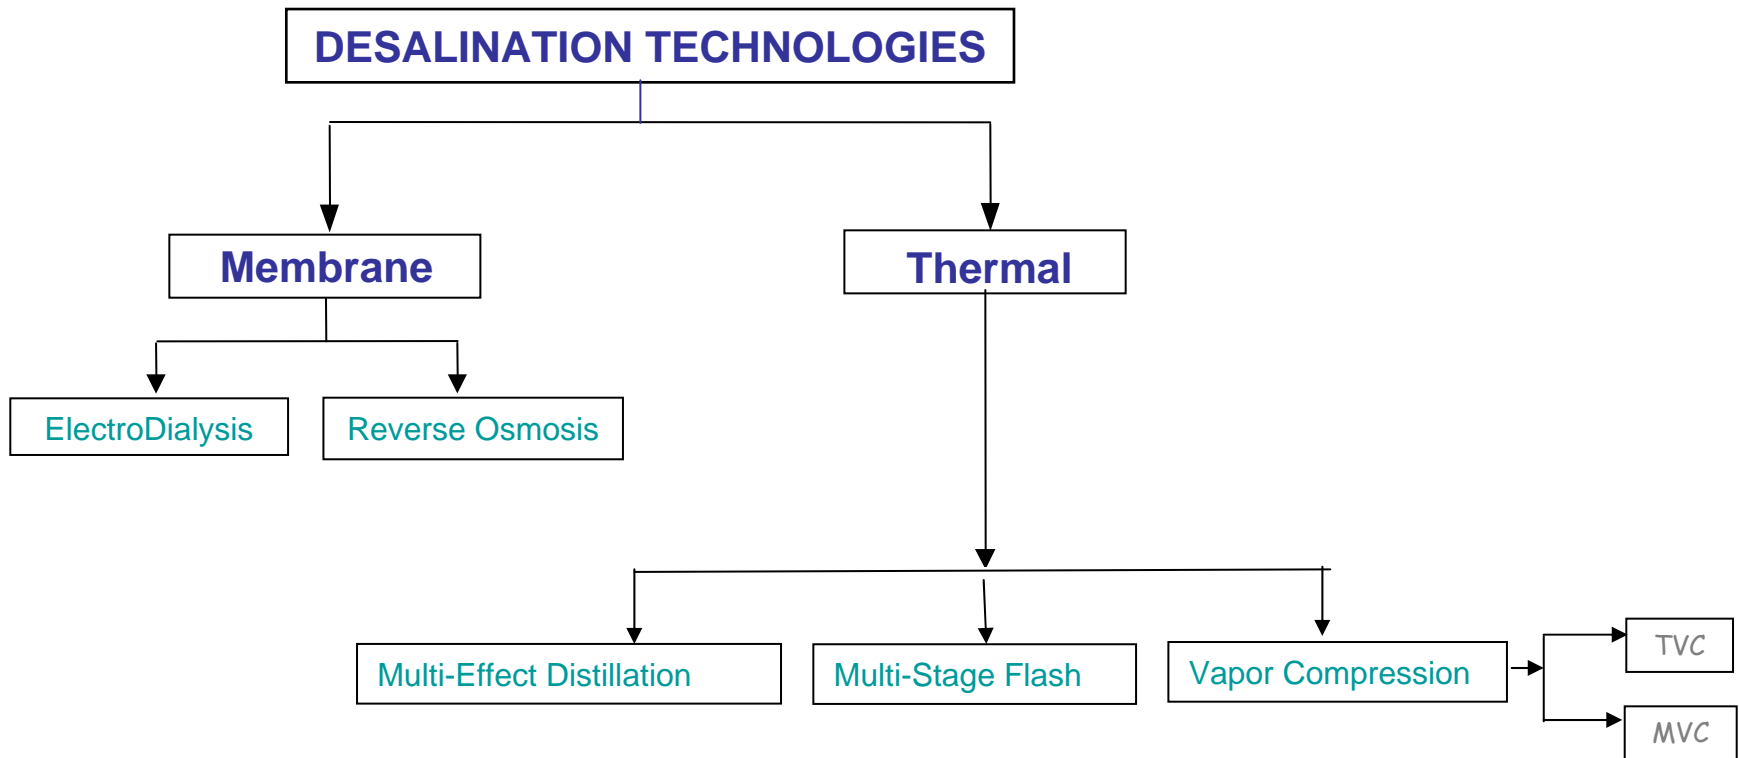 DESALINATION TECHNOLOGIES
Membrane
Thermal
ElectroDialysis
Reverse Osmosis
Multi-Effect Distillation
Multi-Stage Flash
Vapor Compression
TVC
MVC